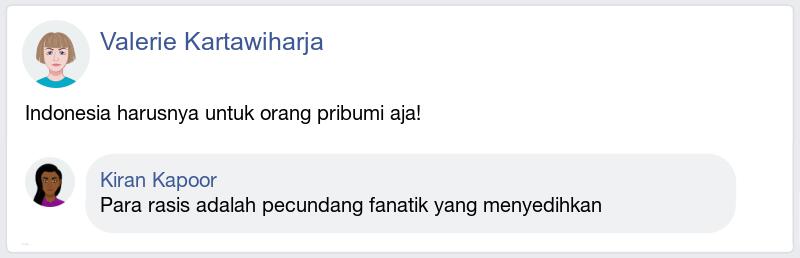 Valerie Kartawiharja
Indonesia harusnya untuk orang pribumi aja!
Kiran Kapoor
Para rasis adalah pecundang fanatik yang menyedihkan